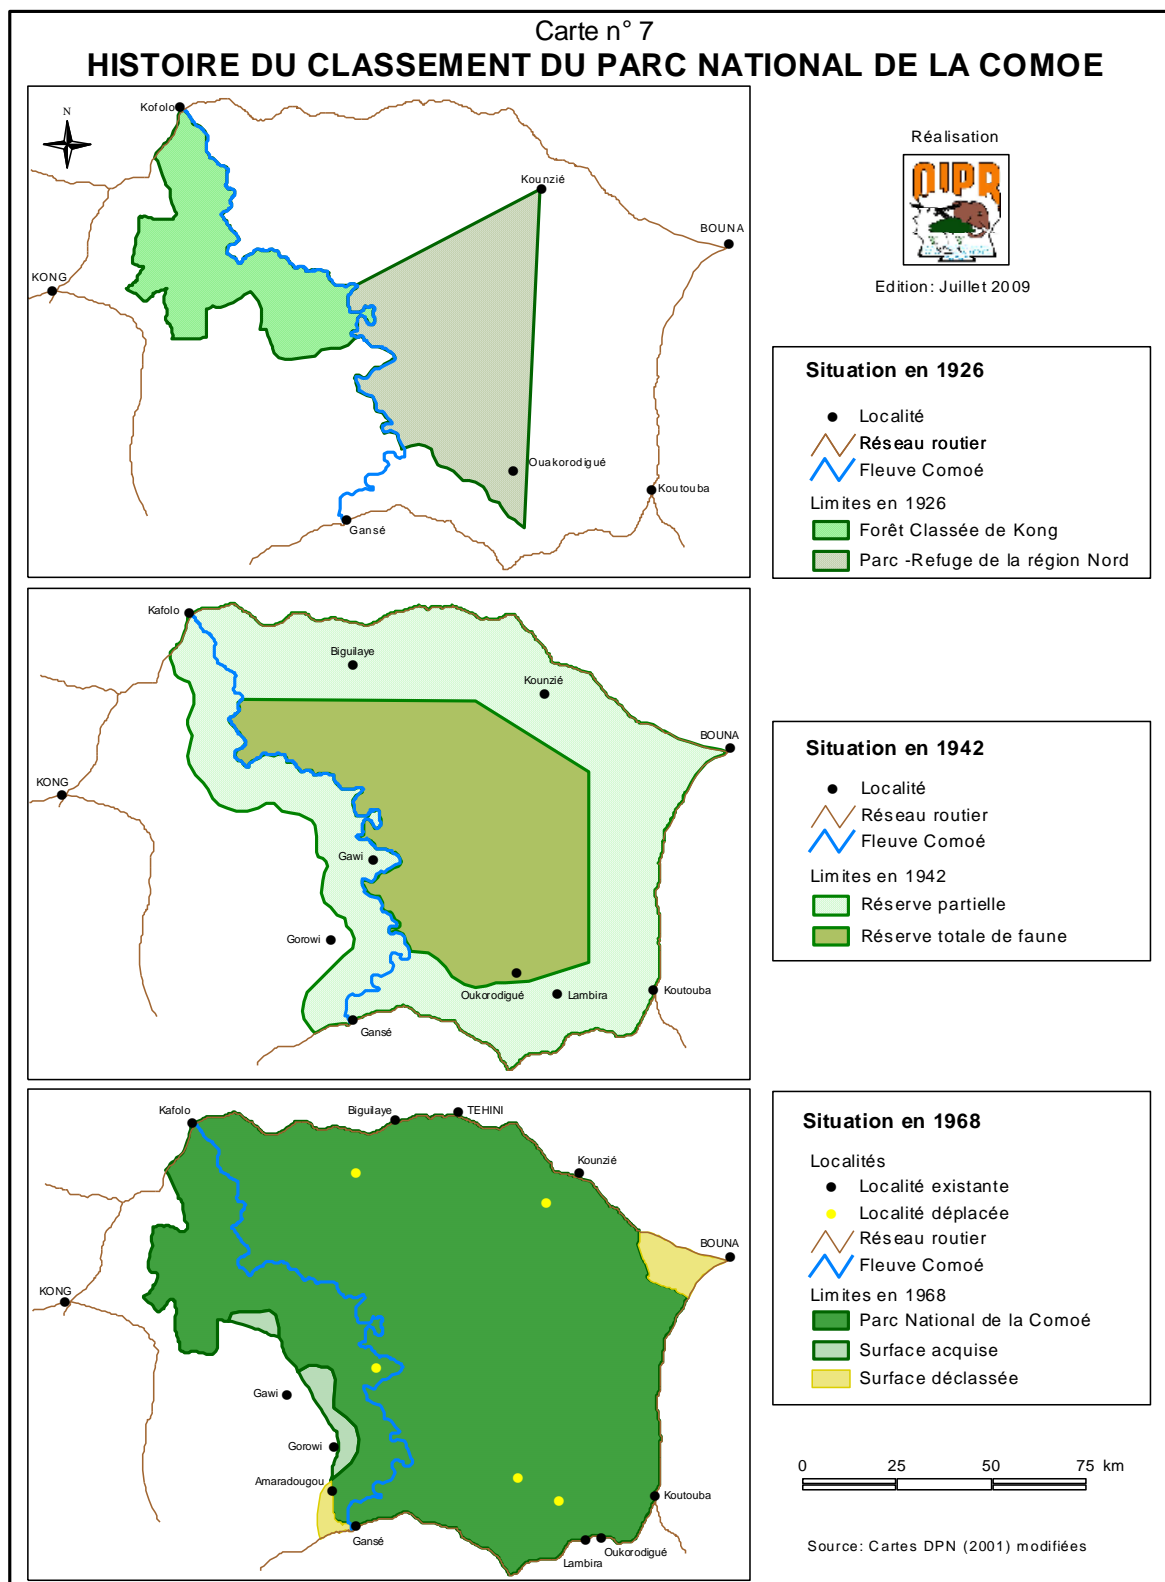 Carte n° 7
HISTOIRE DU CLASSEMENT DU PARC NATIONAL DE LA COMOE
N
Kofolo
Kounzié
BOUNA
KONG
Ouakorodigué
Koutouba
Gansé
Réalisation
OIPR
Edition: Juillet 2009
Situation en 1926
Localité
Réseau routier
Fleuve Comoé
Limites en 1926
Forêt Classée de Kong
Parc -Refuge de la région Nord
Kafolo
Biguilaye
Kounzié
BOUNA
KONG
Gawi
Gorowi
Oukorodigué
Lambira
Koutouba
Gansé
Situation en 1942
Localité
Réseau routier
Fleuve Comoé
Limites en 1942
Réserve partielle
Réserve totale de faune
Kafolo
Biguilaye
TEHINI
Kounzié
BOUNA
KONG
Gawi
Gorowi
Amaradougou
Koutouba
Gansé
Oukorodigué
Lambira
Situation en 1968
Localités
Localité existante
Localité déplacée
Réseau routier
Fleuve Comoé
Limites en 1968
Parc National de la Comoé
Surface acquise
Surface déclassée
0 25 50 75 km
Source: Cartes DPN (2001) modifiées